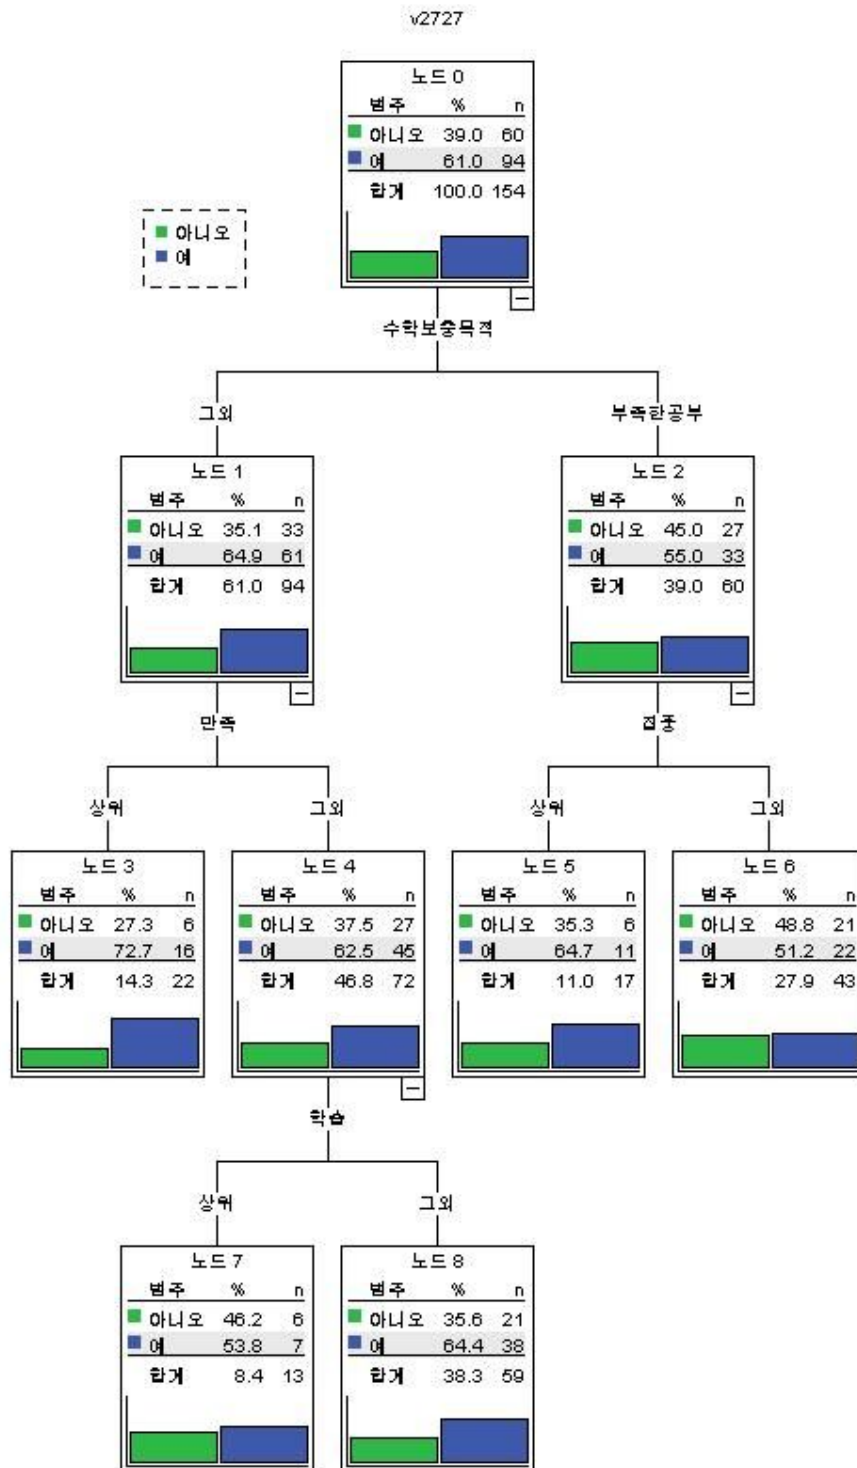 v2727
노드 0
범주 % n
아니오 39.0 60
예 61.0 94
합계 100.0 154
아니오
예
수학보충목적
그외
부족한공부
노드 1
범주 % n
아니오 35.1 33
예 64.9 61
합계 61.0 94
노드 2
범주 % n
아니오 45.0 27
예 55.0 33
합계 39.0 60
만족
집중
상위
그외
상위
그외
노드 3
범주 % n
아니오 27.3 6
예 72.7 16
합계 14.3 22
노드 4
범주 % n
아니오 37.5 27
예 62.5 45
합계 46.8 72
노드 5
범주 % n
아니오 35.3 6
예 64.7 11
합계 11.0 17
노드 6
범주 % n
아니오 48.8 21
예 51.2 22
합계 27.9 43
학습
상위
그외
노드 7
범주 % n
아니오 46.2 6
예 53.8 7
합계 8.4 13
노드 8
범주 % n
아니오 35.6 21
예 64.4 38
합계 38.3 59